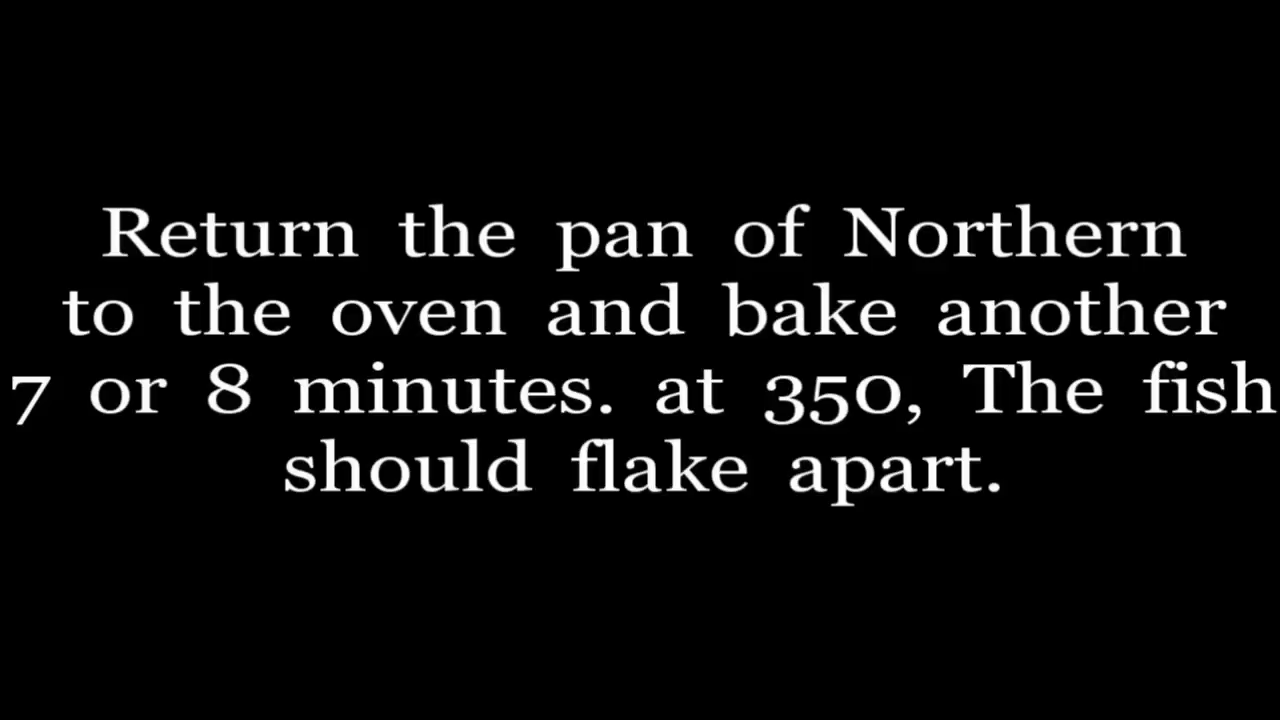 Return the pan of Northern
to the oven and bake another
7 or 8 minutes. at 350, The fish
should flake apart.